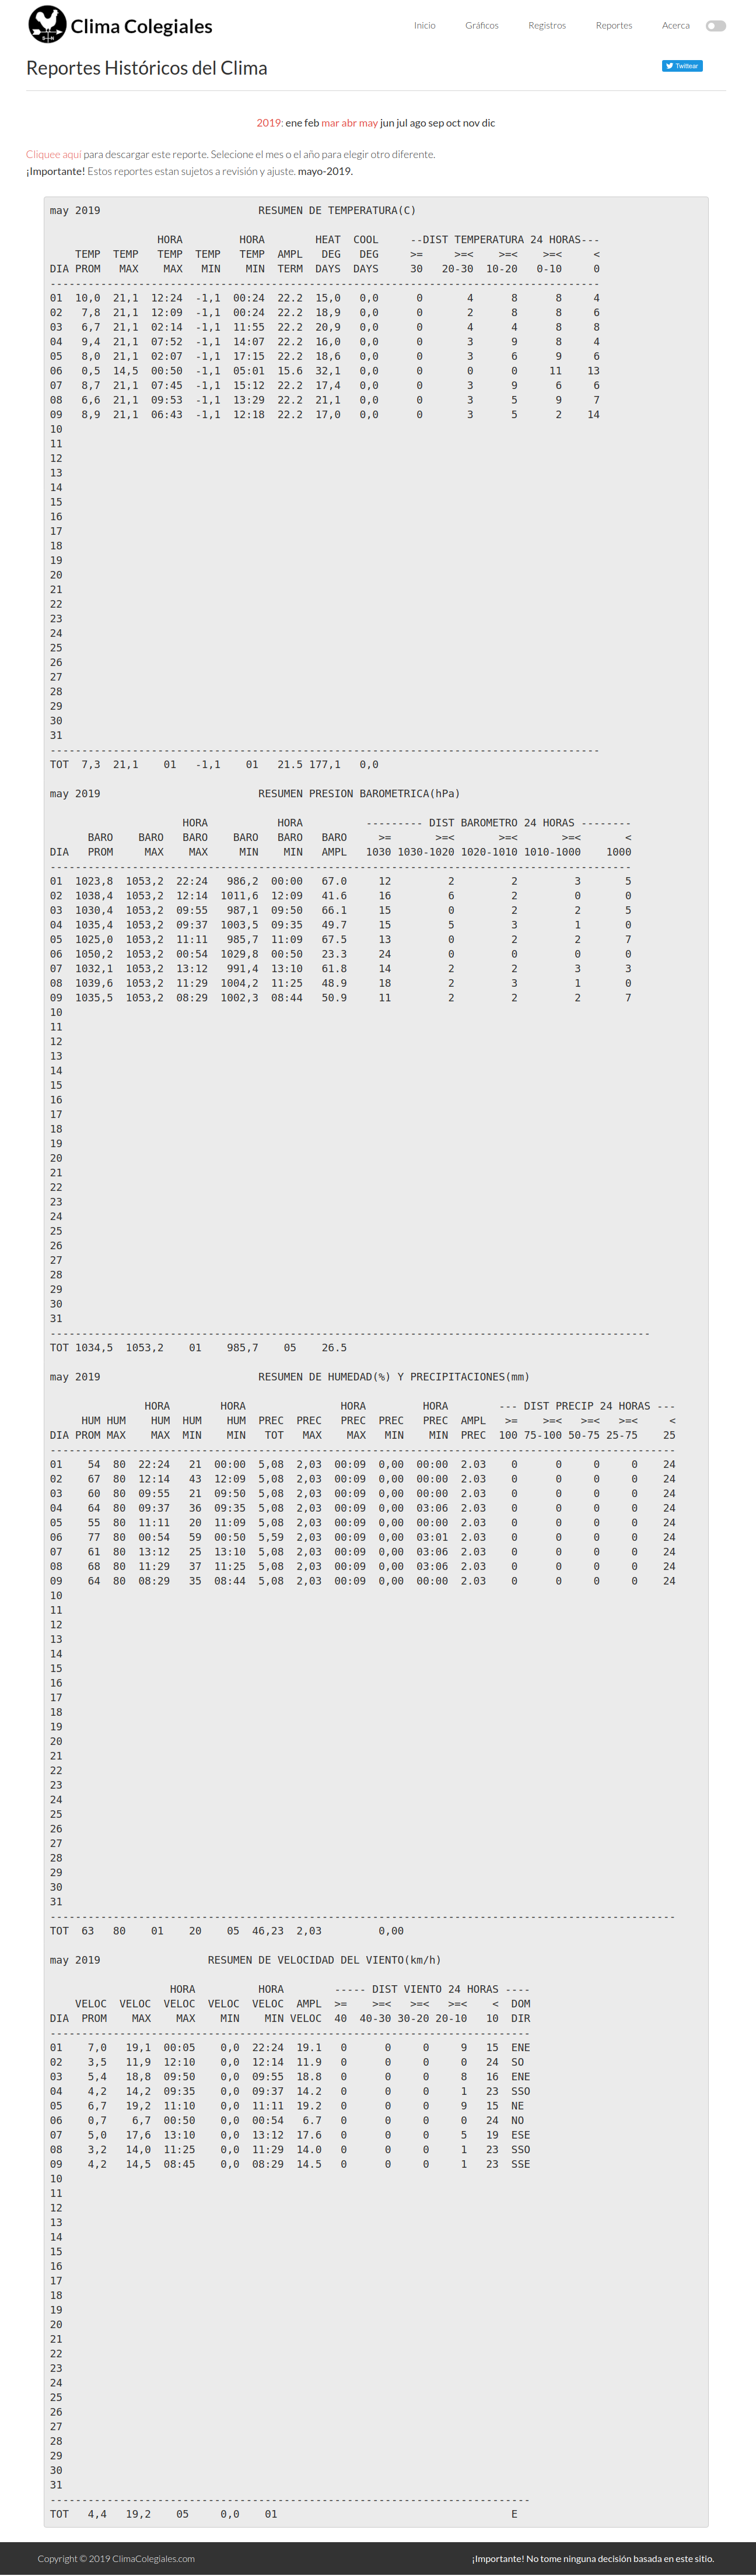 Clima Colegiales
Inicio Gráficos Registros Reportes Acerca
Reportes Históricos del Clima
Twittear
2019: ene feb mar abr may jun jul ago sep oct nov dic
Cliquee aquí para descargar este reporte. Selecione el mes o el año para elegir otro diferente.
¡Importante! Estos reportes estan sujetos a revisión y ajuste. mayo-2019.
may 2019                         RESUMEN DE TEMPERATURA(C)
                 HORA         HORA        HEAT  COOL     --DIST TEMPERATURA 24 HORAS---
    TEMP  TEMP   TEMP  TEMP   TEMP  AMPL   DEG   DEG     >=     >=<    >=<    >=<     <
DIA PROM   MAX    MAX   MIN    MIN  TERM  DAYS  DAYS     30   20-30  10-20   0-10     0
---------------------------------------------------------------------------------------
01  10,0  21,1  12:24  -1,1  00:24  22.2  15,0   0,0      0       4      8      8     4
02   7,8  21,1  12:09  -1,1  00:24  22.2  18,9   0,0      0       2      8      8     6
03   6,7  21,1  02:14  -1,1  11:55  22.2  20,9   0,0      0       4      4      8     8
04   9,4  21,1  07:52  -1,1  14:07  22.2  16,0   0,0      0       3      9      8     4
05   8,0  21,1  02:07  -1,1  17:15  22.2  18,6   0,0      0       3      6      9     6
06   0,5  14,5  00:50  -1,1  05:01  15.6  32,1   0,0      0       0      0     11    13
07   8,7  21,1  07:45  -1,1  15:12  22.2  17,4   0,0      0       3      9      6     6
08   6,6  21,1  09:53  -1,1  13:29  22.2  21,1   0,0      0       3      5      9     7
09   8,9  21,1  06:43  -1,1  12:18  22.2  17,0   0,0      0       3      5      2    14
10
11
12
13
14
15
16
17
18
19
20
21
22
23
24
25
26
27
28
29
30
31
---------------------------------------------------------------------------------------
TOT  7,3  21,1    01   -1,1    01   21.5 177,1   0,0
may 2019                         RESUMEN PRESION BAROMETRICA(hPa)
                     HORA           HORA          --------- DIST BAROMETRO 24 HORAS --------
      BARO    BARO   BARO    BARO   BARO   BARO     >=       >=<       >=<       >=<       <
DIA   PROM     MAX    MAX     MIN    MIN   AMPL   1030 1030-1020 1020-1010 1010-1000    1000
--------------------------------------------------------------------------------------------
01  1023,8  1053,2  22:24   986,2  00:00   67.0     12         2         2         3       5
02  1038,4  1053,2  12:14  1011,6  12:09   41.6     16         6         2         0       0
03  1030,4  1053,2  09:55   987,1  09:50   66.1     15         0         2         2       5
04  1035,4  1053,2  09:37  1003,5  09:35   49.7     15         5         3         1       0
05  1025,0  1053,2  11:11   985,7  11:09   67.5     13         0         2         2       7
06  1050,2  1053,2  00:54  1029,8  00:50   23.3     24         0         0         0       0
07  1032,1  1053,2  13:12   991,4  13:10   61.8     14         2         2         3       3
08  1039,6  1053,2  11:29  1004,2  11:25   48.9     18         2         3         1       0
09  1035,5  1053,2  08:29  1002,3  08:44   50.9     11         2         2         2       7
10
11
12
13
14
15
16
17
18
19
20
21
22
23
24
25
26
27
28
29
30
31
-----------------------------------------------------------------------------------------------
TOT 1034,5  1053,2    01    985,7    05    26.5
may 2019                         RESUMEN DE HUMEDAD(%) Y PRECIPITACIONES(mm)
               HORA        HORA               HORA         HORA        --- DIST PRECIP 24 HORAS ---
     HUM HUM    HUM  HUM    HUM  PREC  PREC   PREC  PREC   PREC  AMPL   >=    >=<   >=<   >=<     <
DIA PROM MAX    MAX  MIN    MIN   TOT   MAX    MAX   MIN    MIN  PREC  100 75-100 50-75 25-75    25
---------------------------------------------------------------------------------------------------
01    54  80  22:24   21  00:00  5,08  2,03  00:09  0,00  00:00  2.03    0      0     0     0    24
02    67  80  12:14   43  12:09  5,08  2,03  00:09  0,00  00:00  2.03    0      0     0     0    24
03    60  80  09:55   21  09:50  5,08  2,03  00:09  0,00  00:00  2.03    0      0     0     0    24
04    64  80  09:37   36  09:35  5,08  2,03  00:09  0,00  03:06  2.03    0      0     0     0    24
05    55  80  11:11   20  11:09  5,08  2,03  00:09  0,00  00:00  2.03    0      0     0     0    24
06    77  80  00:54   59  00:50  5,59  2,03  00:09  0,00  03:01  2.03    0      0     0     0    24
07    61  80  13:12   25  13:10  5,08  2,03  00:09  0,00  03:06  2.03    0      0     0     0    24
08    68  80  11:29   37  11:25  5,08  2,03  00:09  0,00  03:06  2.03    0      0     0     0    24
09    64  80  08:29   35  08:44  5,08  2,03  00:09  0,00  00:00  2.03    0      0     0     0    24
10
11
12
13
14
15
16
17
18
19
20
21
22
23
24
25
26
27
28
29
30
31
---------------------------------------------------------------------------------------------------
TOT  63   80    01    20    05  46,23  2,03         0,00
may 2019                 RESUMEN DE VELOCIDAD DEL VIENTO(km/h)
                   HORA          HORA        ----- DIST VIENTO 24 HORAS ----
    VELOC  VELOC  VELOC  VELOC  VELOC  AMPL  >=    >=<   >=<   >=<    <  DOM
DIA  PROM    MAX    MAX    MIN    MIN VELOC  40  40-30 30-20 20-10   10  DIR
----------------------------------------------------------------------------
01    7,0   19,1  00:05    0,0  22:24  19.1   0      0     0     9   15  ENE
02    3,5   11,9  12:10    0,0  12:14  11.9   0      0     0     0   24  SO
03    5,4   18,8  09:50    0,0  09:55  18.8   0      0     0     8   16  ENE
04    4,2   14,2  09:35    0,0  09:37  14.2   0      0     0     1   23  SSO
05    6,7   19,2  11:10    0,0  11:11  19.2   0      0     0     9   15  NE
06    0,7    6,7  00:50    0,0  00:54   6.7   0      0     0     0   24  NO
07    5,0   17,6  13:10    0,0  13:12  17.6   0      0     0     5   19  ESE
08    3,2   14,0  11:25    0,0  11:29  14.0   0      0     0     1   23  SSO
09    4,2   14,5  08:45    0,0  08:29  14.5   0      0     0     1   23  SSE
10
11
12
13
14
15
16
17
18
19
20
21
22
23
24
25
26
27
28
29
30
31
----------------------------------------------------------------------------
TOT   4,4   19,2    05     0,0    01                                     E
Copyright © 2019 ClimaColegiales.com ¡Importante! No tome ninguna decisión basada en este sitio.